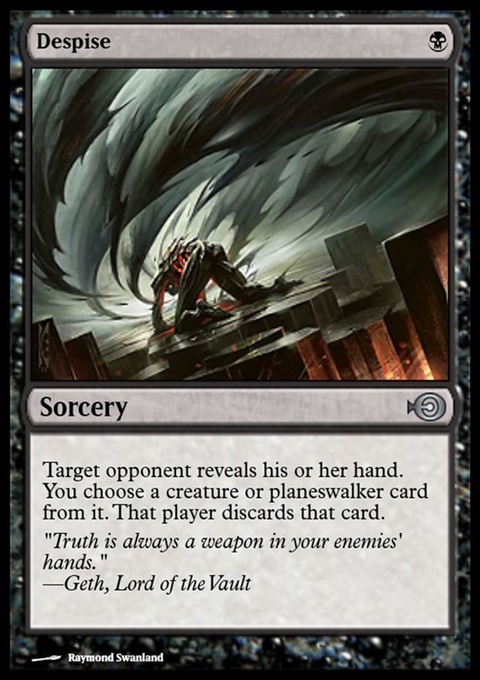 Despise
Sorcery
Target opponent reveals his or her hand.
You choose a creature or planeswalker card
from it. That player discards that card.
"Truth is always a weapon in your enemies'
hands."
—Geth, Lord of the Vault
Raymond Swanland